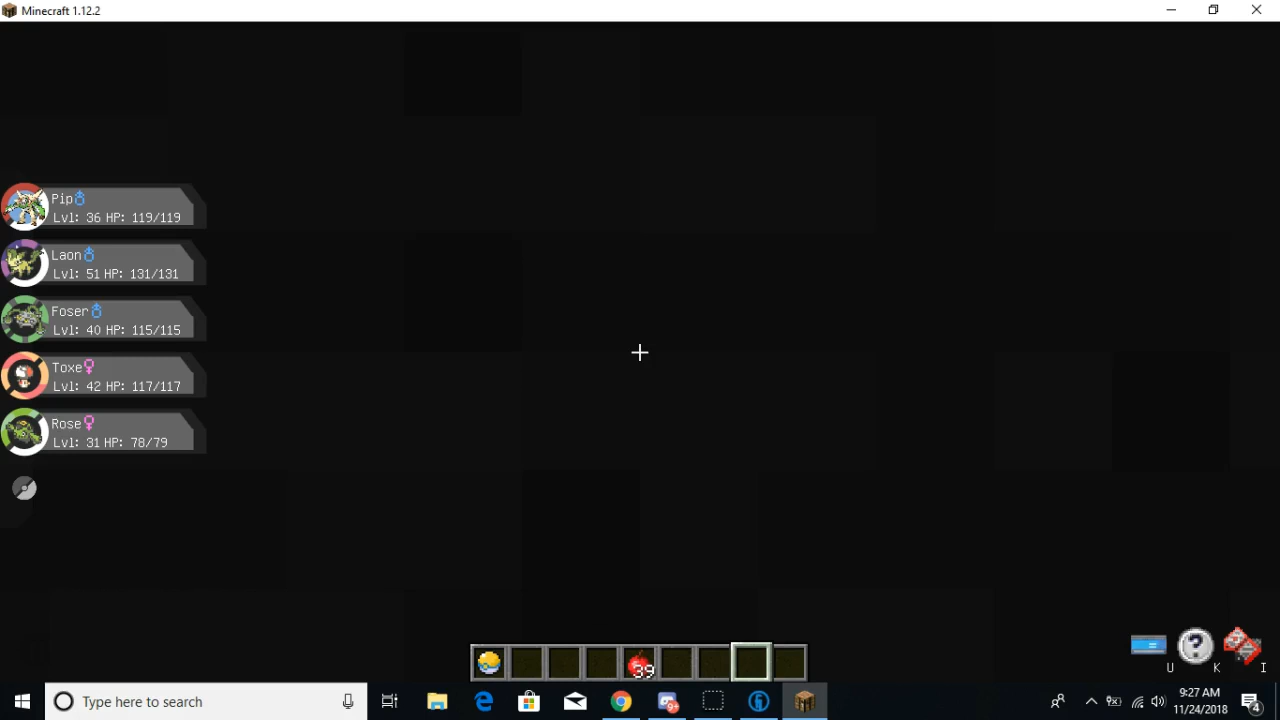 Minecraft 1.12.2
Pip
Lvl: 36 HP: 119/119
Laon
Lvl: 51 HP: 131/131
Foser
Lvl: 40 HP: 115/115
Toxe
Lvl: 42 HP: 117/117
Rose
Lvl: 31 HP: 78/79
39
U K I
Type here to search
9:27 AM
11/24/2018
4